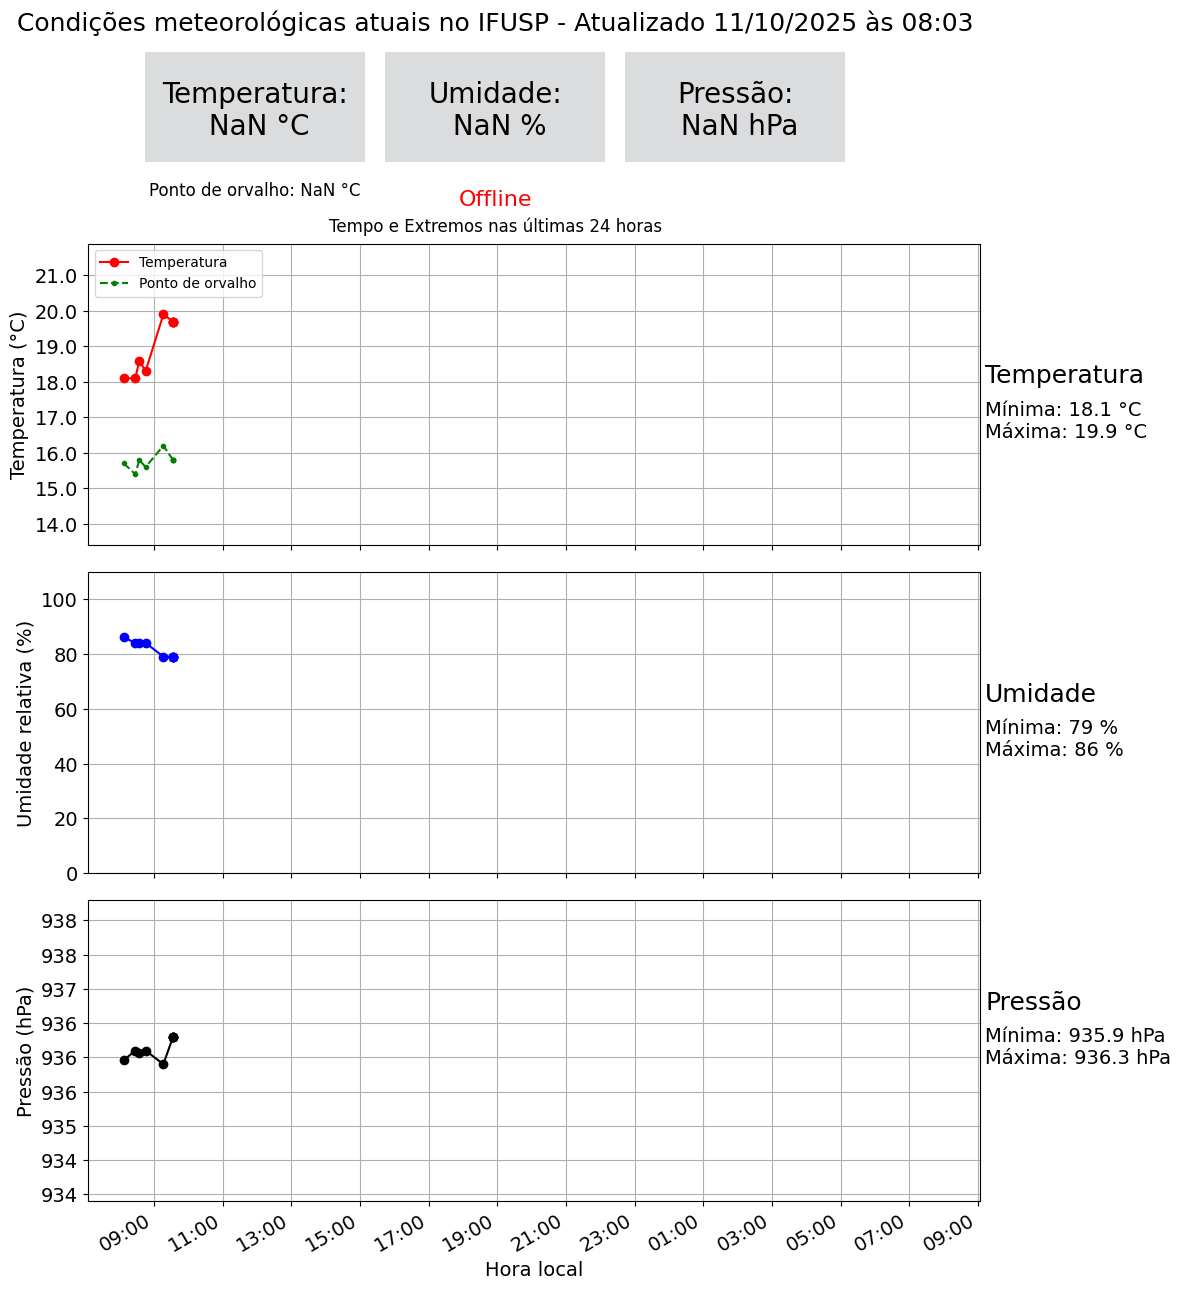 Condições meteorológicas atuais no IFUSP - Atualizado 11/10/2025 às 08:03
Temperatura:
NaN °C
Umidade:
NaN %
Pressão:
NaN hPa
Ponto de orvalho: NaN °C
Offline
Tempo e Extremos nas últimas 24 horas
Temperatura
Ponto de orvalho
Temperatura (°C)
21.0
20.0
19.0
18.0
17.0
16.0
15.0
14.0
Temperatura
Mínima: 18.1 °C
Máxima: 19.9 °C
Umidade relativa (%)
100
80
60
40
20
0
Umidade
Mínima: 79 %
Máxima: 86 %
Pressão (hPa)
938
938
937
936
936
936
935
934
934
Pressão
Mínima: 935.9 hPa
Máxima: 936.3 hPa
09:00 11:00 13:00 15:00 17:00 19:00 21:00 23:00 01:00 03:00 05:00 07:00 09:00
Hora local